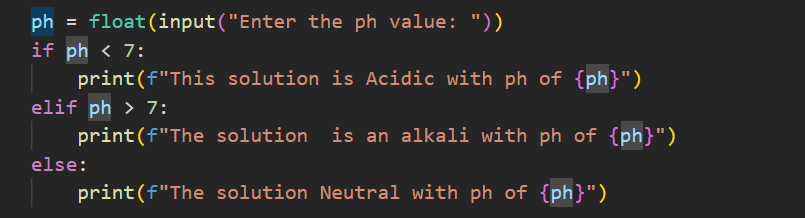 ph = float(input("Enter the ph value: "))
if ph < 7:
    print(f"This solution is Acidic with ph of {ph}")
elif ph > 7:
    print(f"The solution  is an alkali with ph of {ph}")
else:
    print(f"The solution Neutral with ph of {ph}")